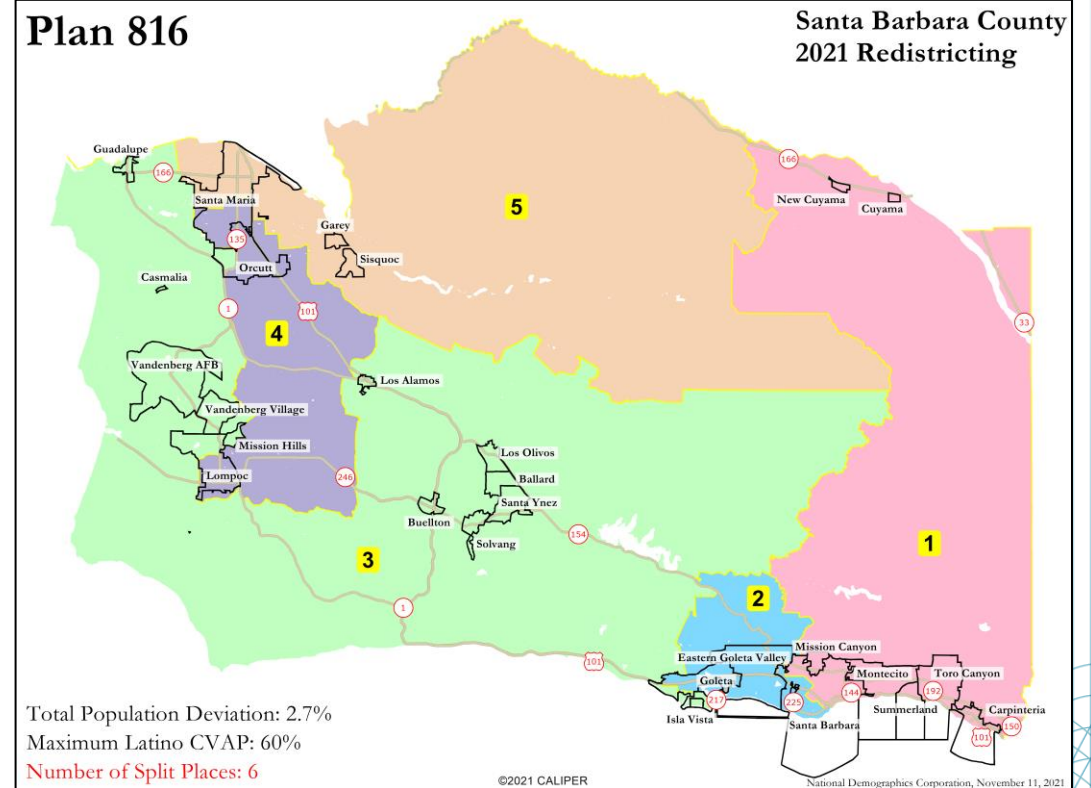 Plan 816
Santa Barbara County
2021 Redistricting
Guadalupe
166
166
Santa Maria
5
New Cuyama
Cuyama
Garey
135
Sisquoc
Orcutt
Casmalia
1
101
4
33
Vandenberg AFB
Los Alamos
Vandenberg Village
Mission Hills
Los Olivos
Lompoc
246
Ballard
Santa Ynez
Buellton
154
Solvang
1
3
2
1
Mission Canyon
101
Eastern Goleta Valley
Montecito
Toro Canyon
Goleta
217
225
144
192
Isla Vista
Santa Barbara
Summerland
Carpinteria
150
101
Total Population Deviation: 2.7%
Maximum Latino CVAP: 60%
Number of Split Places: 6
©2021 CALIPER
National Demographics Corporation, November 11, 2021